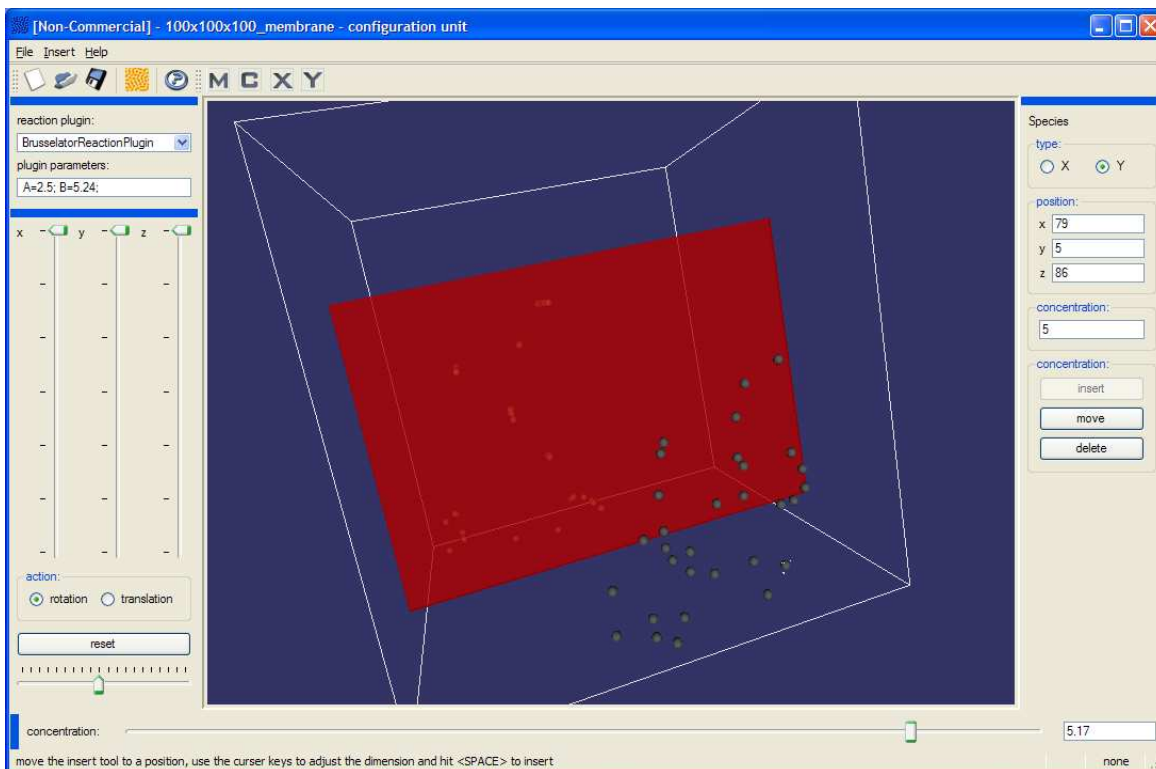 [Non-Commercial] - 100x100x100_membrane - configuration unit
File Insert Help
M C X Y
reaction plugin:
BrusselatorReactionPlugin
plugin parameters:
A=2.5; B=5.24;
x y z
action:
rotation translation
reset
Species
type:
X Y
position:
x 79
y 5
z 86
concentration:
5
concentration:
insert
move
delete
concentration: 5.17
move the insert tool to a position, use the curser keys to adjust the dimension and hit <SPACE> to insert none